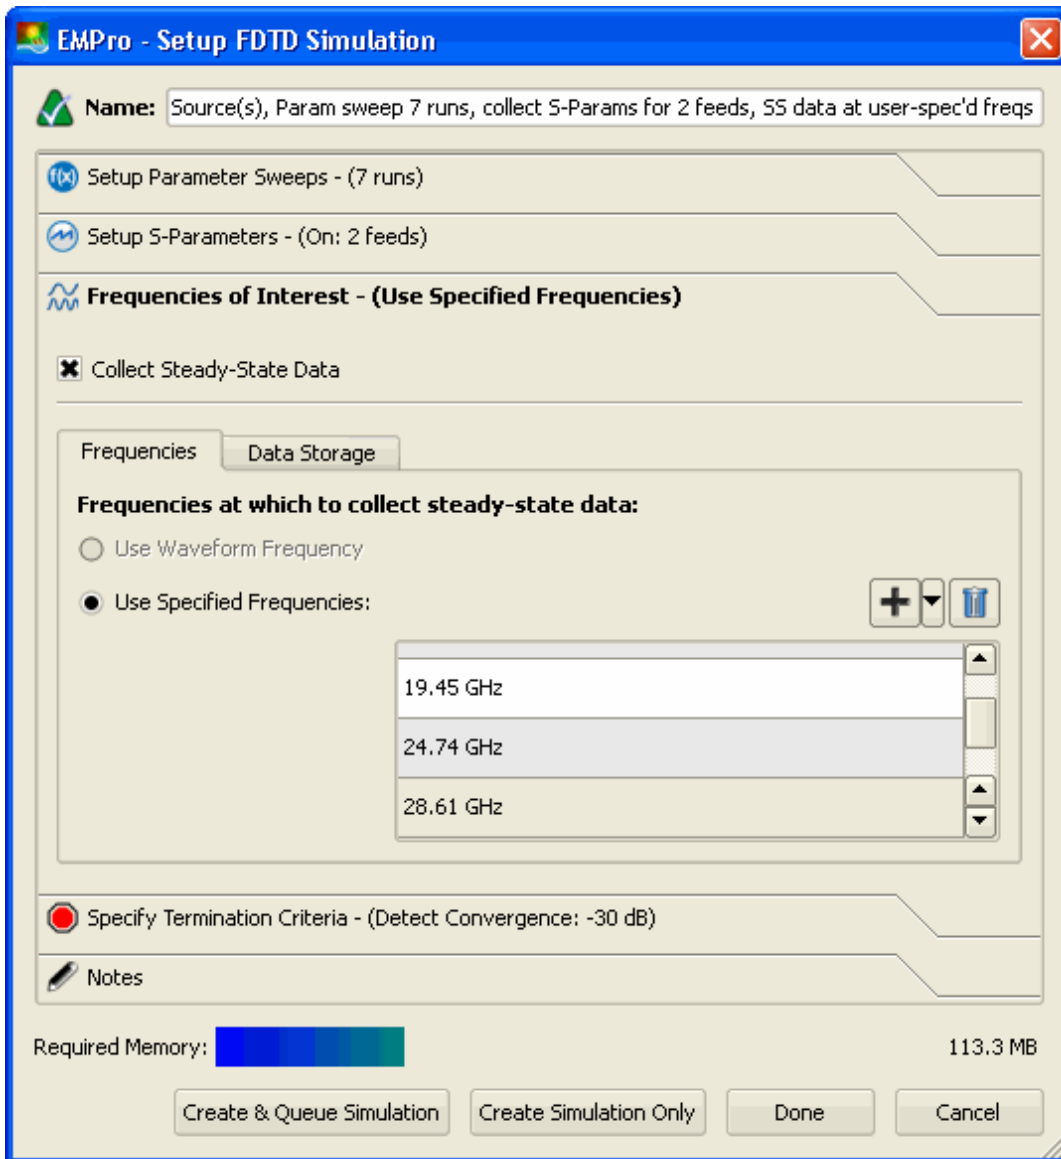 EMPro - Setup FDTD Simulation
Name: Source(s), Param sweep 7 runs, collect S-Params for 2 feeds, SS data at user-spec'd freqs
f(x) Setup Parameter Sweeps - (7 runs)
Setup S-Parameters - (On: 2 feeds)
Frequencies of Interest - (Use Specified Frequencies)
Collect Steady-State Data
Frequencies Data Storage
Frequencies at which to collect steady-state data:
Use Waveform Frequency
Use Specified Frequencies:
19.45 GHz
24.74 GHz
28.61 GHz
Specify Termination Criteria - (Detect Convergence: -30 dB)
Notes
Required Memory: 113.3 MB
Create & Queue Simulation Create Simulation Only Done Cancel